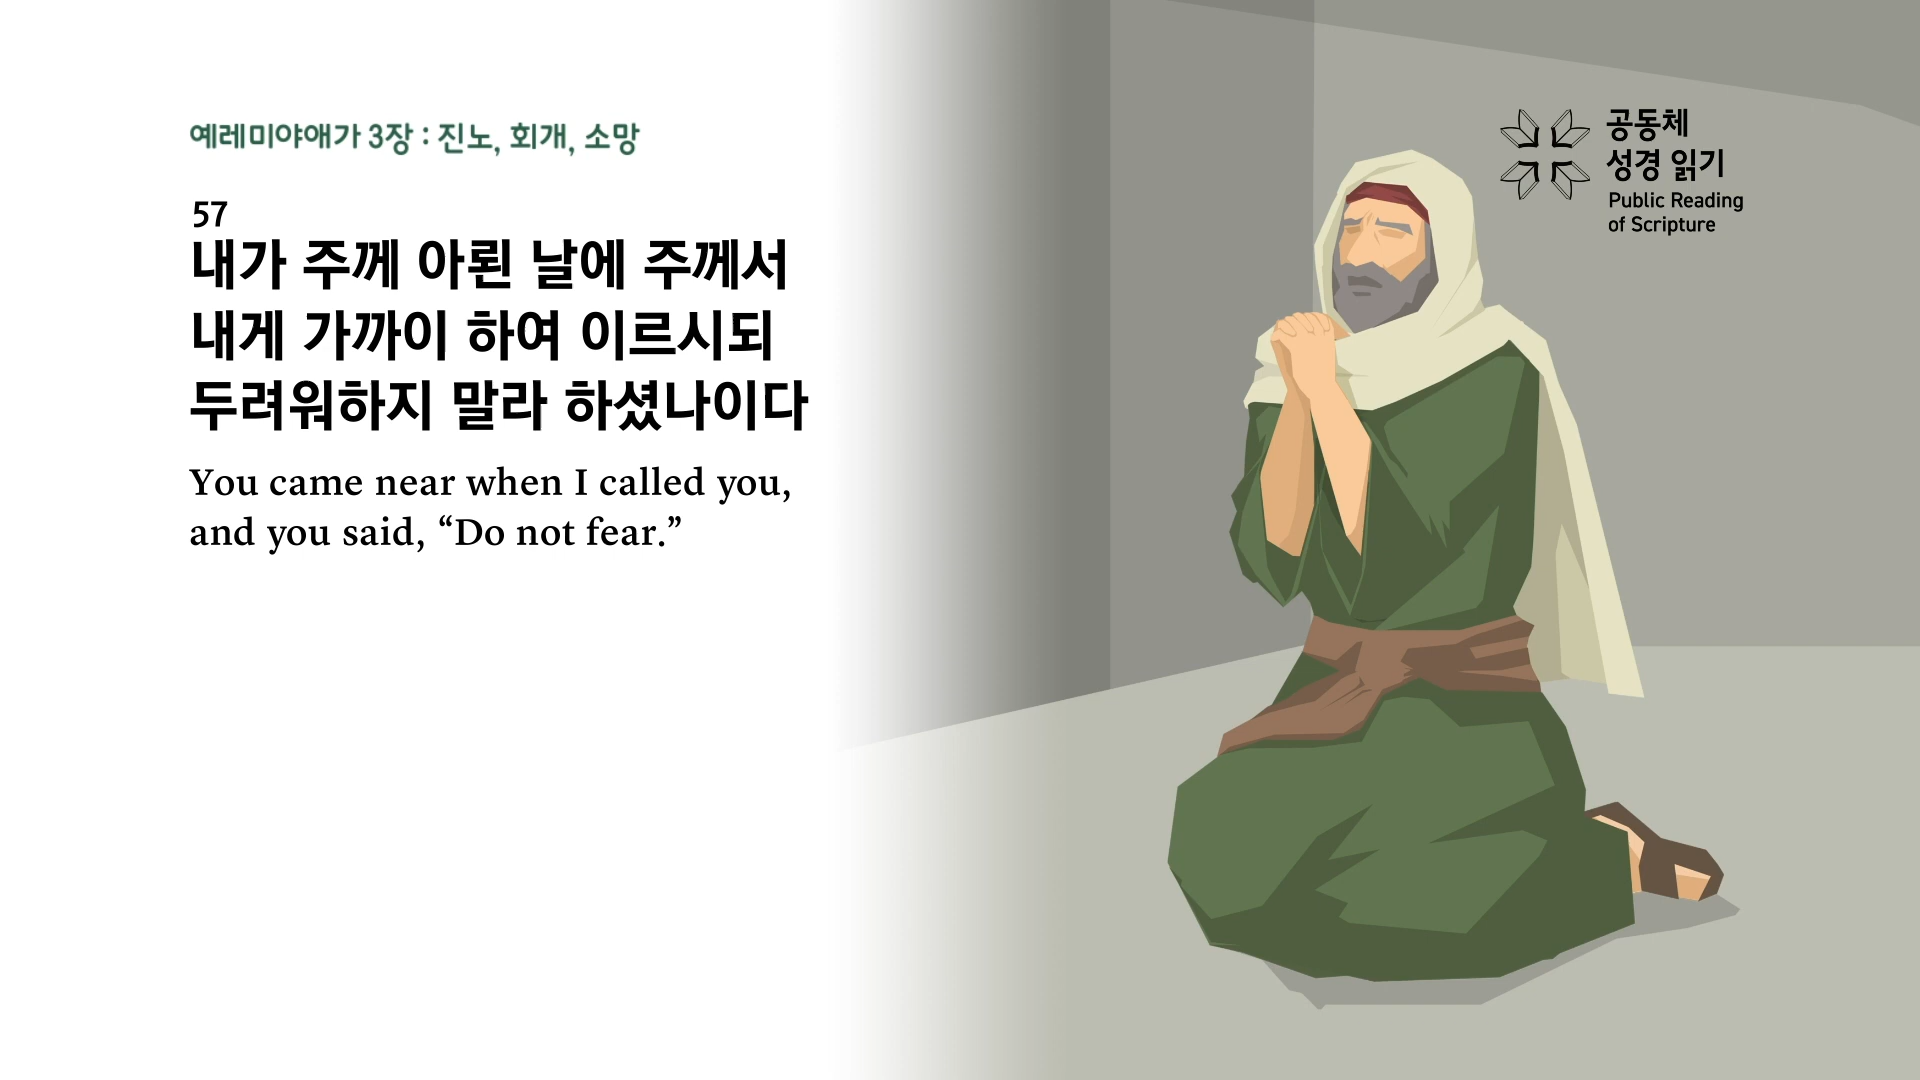 예레미야애가 3장 : 진노, 회개, 소망
57
내가 주께 아뢴 날에 주께서
내게 가까이 하여 이르시되
두려워하지 말라 하셨나이다
You came near when I called you,
and you said, “Do not fear.”
공동체
성경 읽기
Public Reading
of Scripture